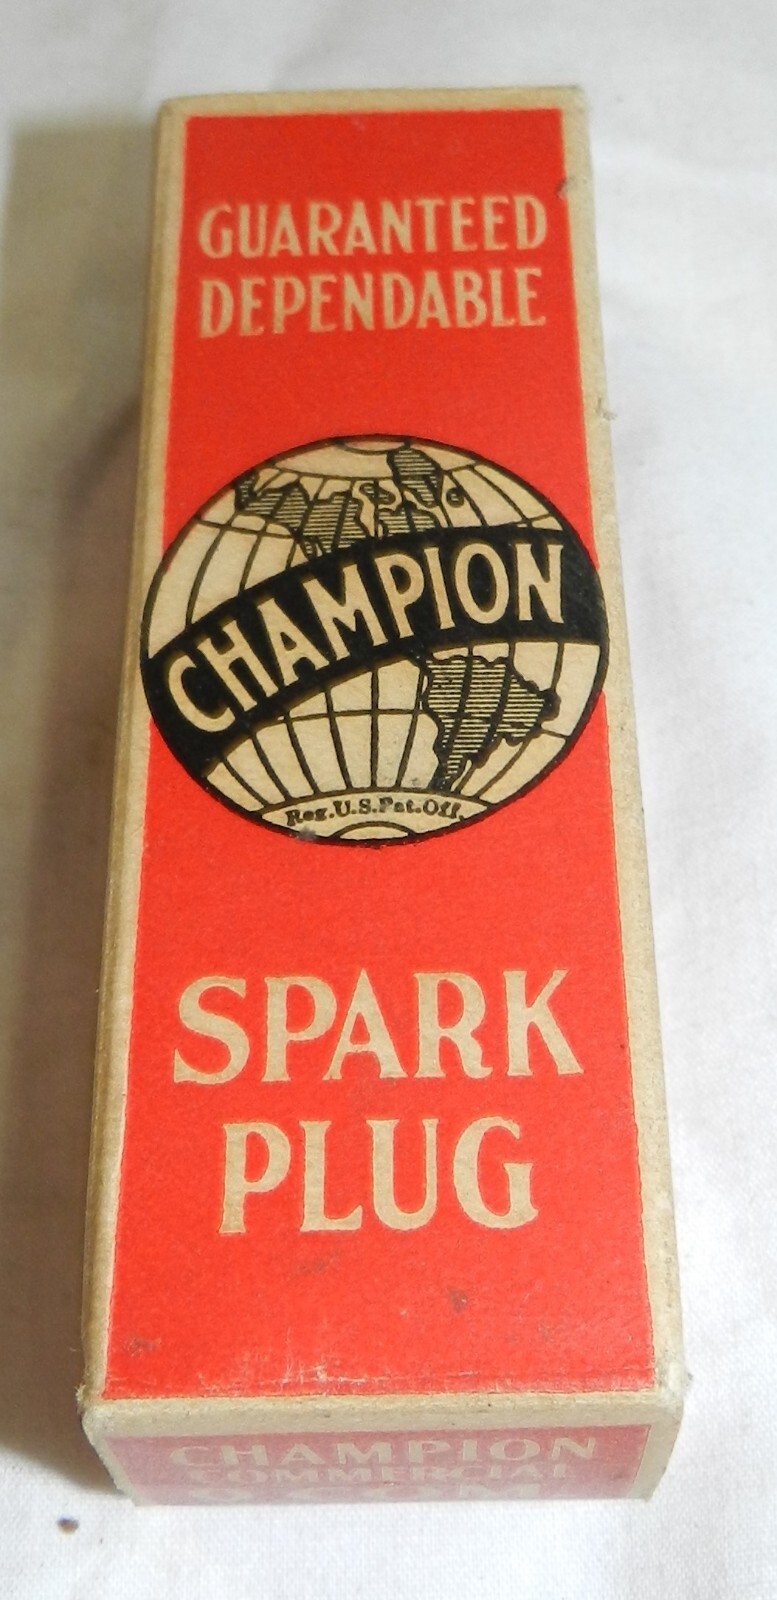 GUARANTEED
DEPENDABLE
CHAMPION
Reg.U.S.Pat.Off.
SPARK
PLUG
CHAMPION
COMMERCIAL